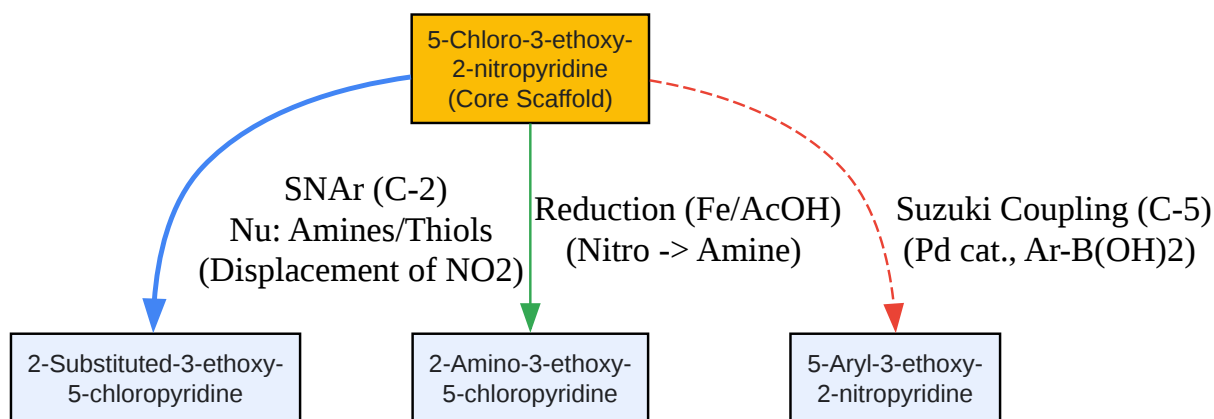 5-Chloro-3-ethoxy-
2-nitropyridine
(Core Scaffold)
SNAr (C-2)
Nu: Amines/Thiols
(Displacement of NO2)
Reduction (Fe/AcOH)
(Nitro -> Amine)
Suzuki Coupling (C-5)
(Pd cat., Ar-B(OH)2)
2-Substituted-3-ethoxy-
5-chloropyridine
2-Amino-3-ethoxy-
5-chloropyridine
5-Aryl-3-ethoxy-
2-nitropyridine